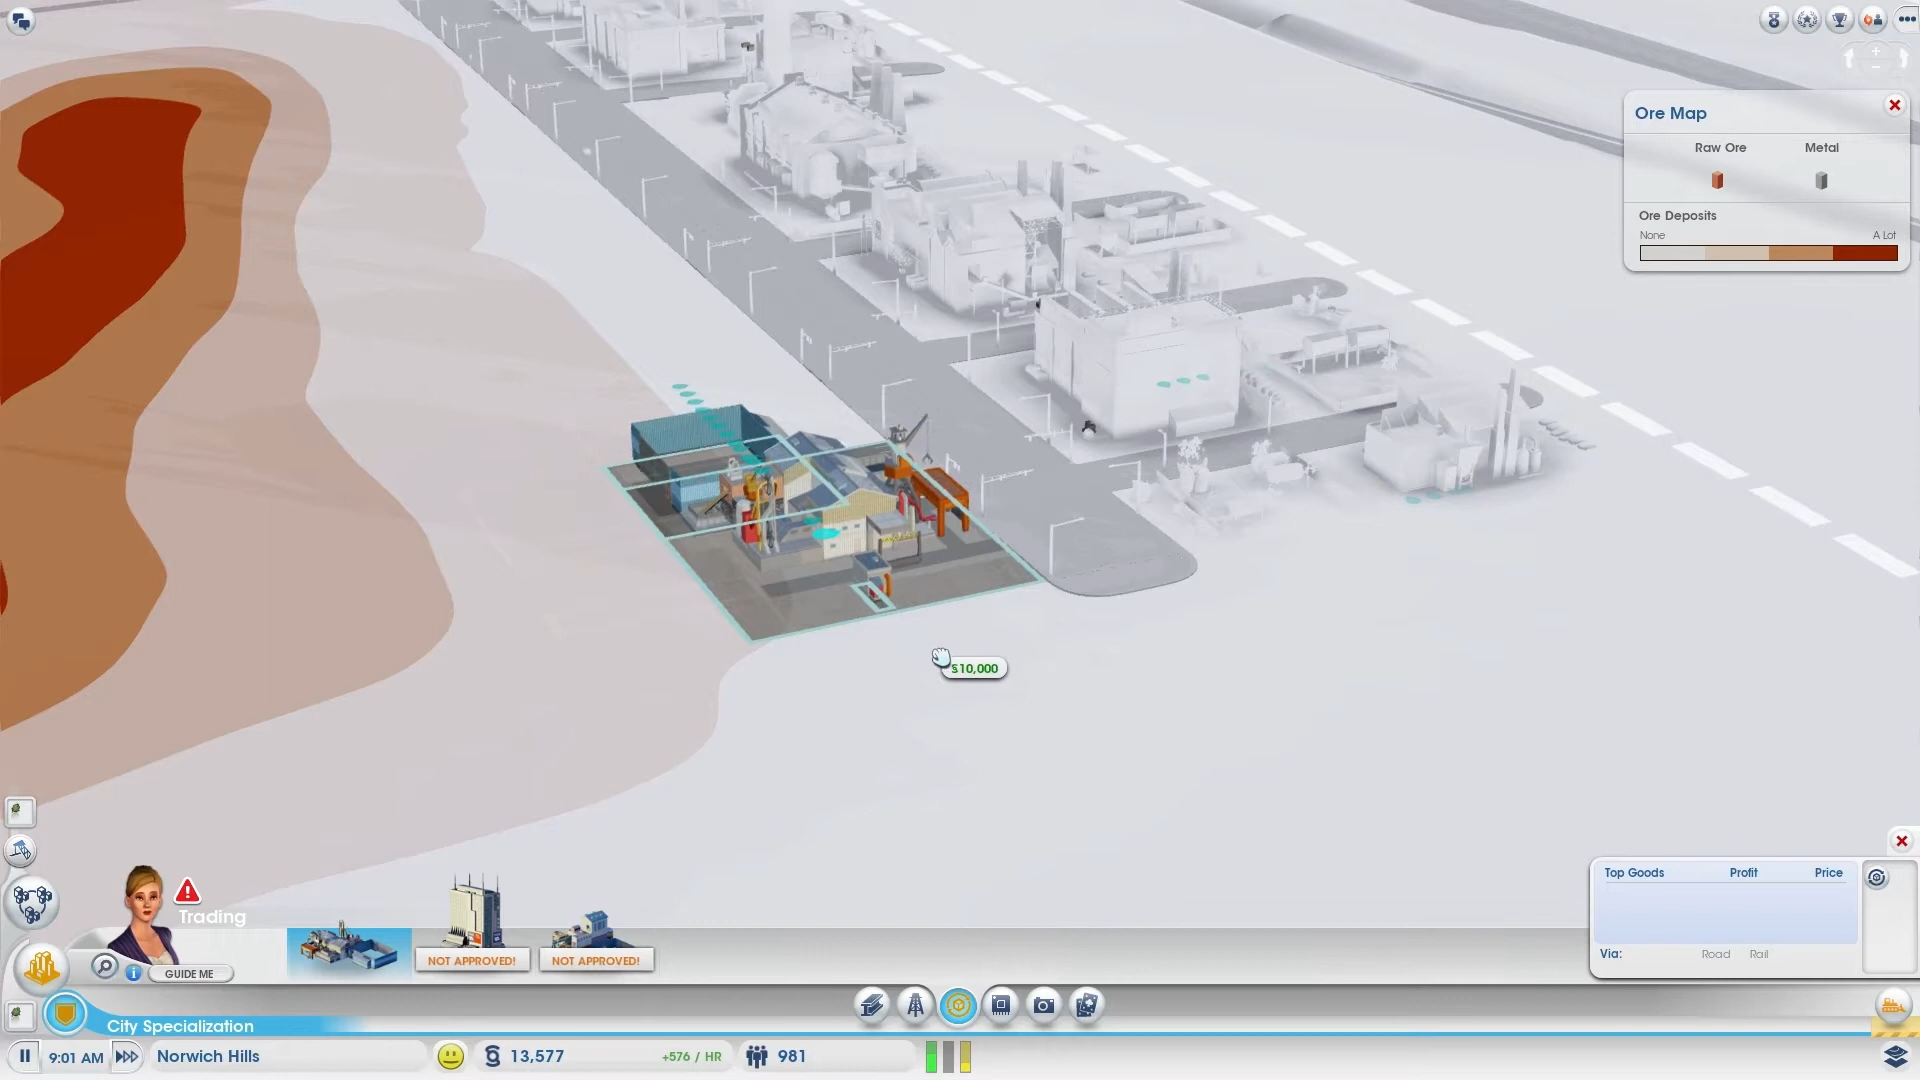 Ore Map
Raw Ore Metal
Ore Deposits
None A Lot
§10,000
Trading
GUIDE ME
NOT APPROVED! NOT APPROVED!
Top Goods Profit Price
Via: Road Rail
City Specialization
9:01 AM Norwich Hills 13,577 +576 / HR 981